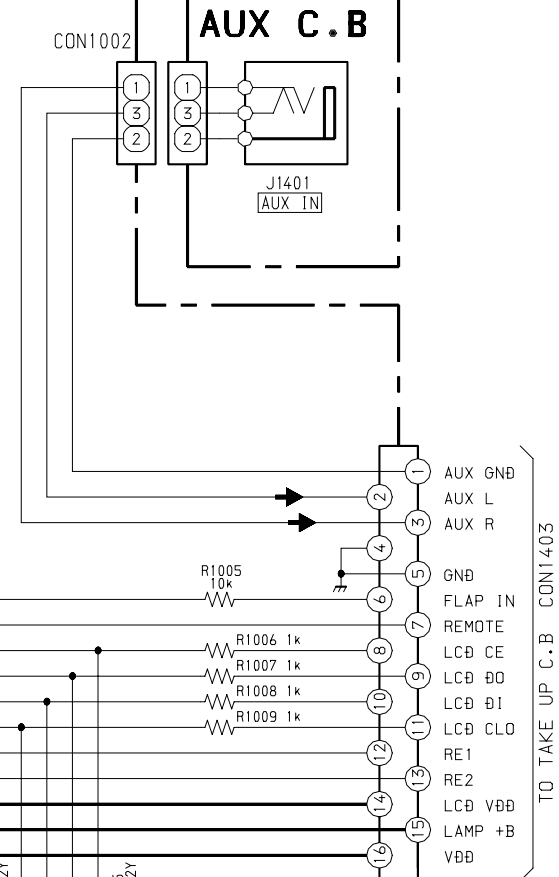 AUX C.B
CON1002
1 1
3 3
2 2
J1401
AUX IN
1 AUX GND
2 AUX L
3 AUX R
4
5 GND
R1005
10k
6 FLAP IN
7 REMOTE
R1006 1k
8 LCD CE
R1007 1k
9 LCD DO
R1008 1k
10 LCD DI
R1009 1k
11 LCD CLO
12 RE1
13 RE2
14 LCD VDD
15 LAMP +B
16 VDD
TO TAKE UP C.B CON1403
2Y
2Y